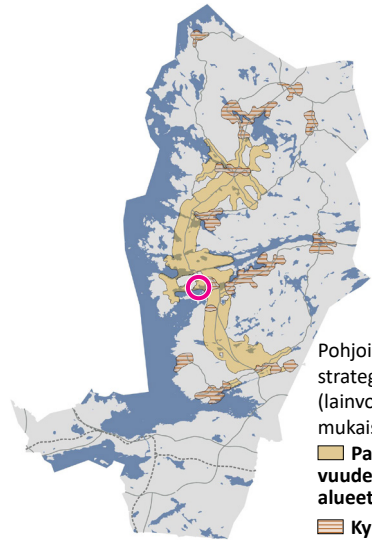 Pohjoi
strateg
(lainvo
mukais
Pa
vuude
alueet
Ky